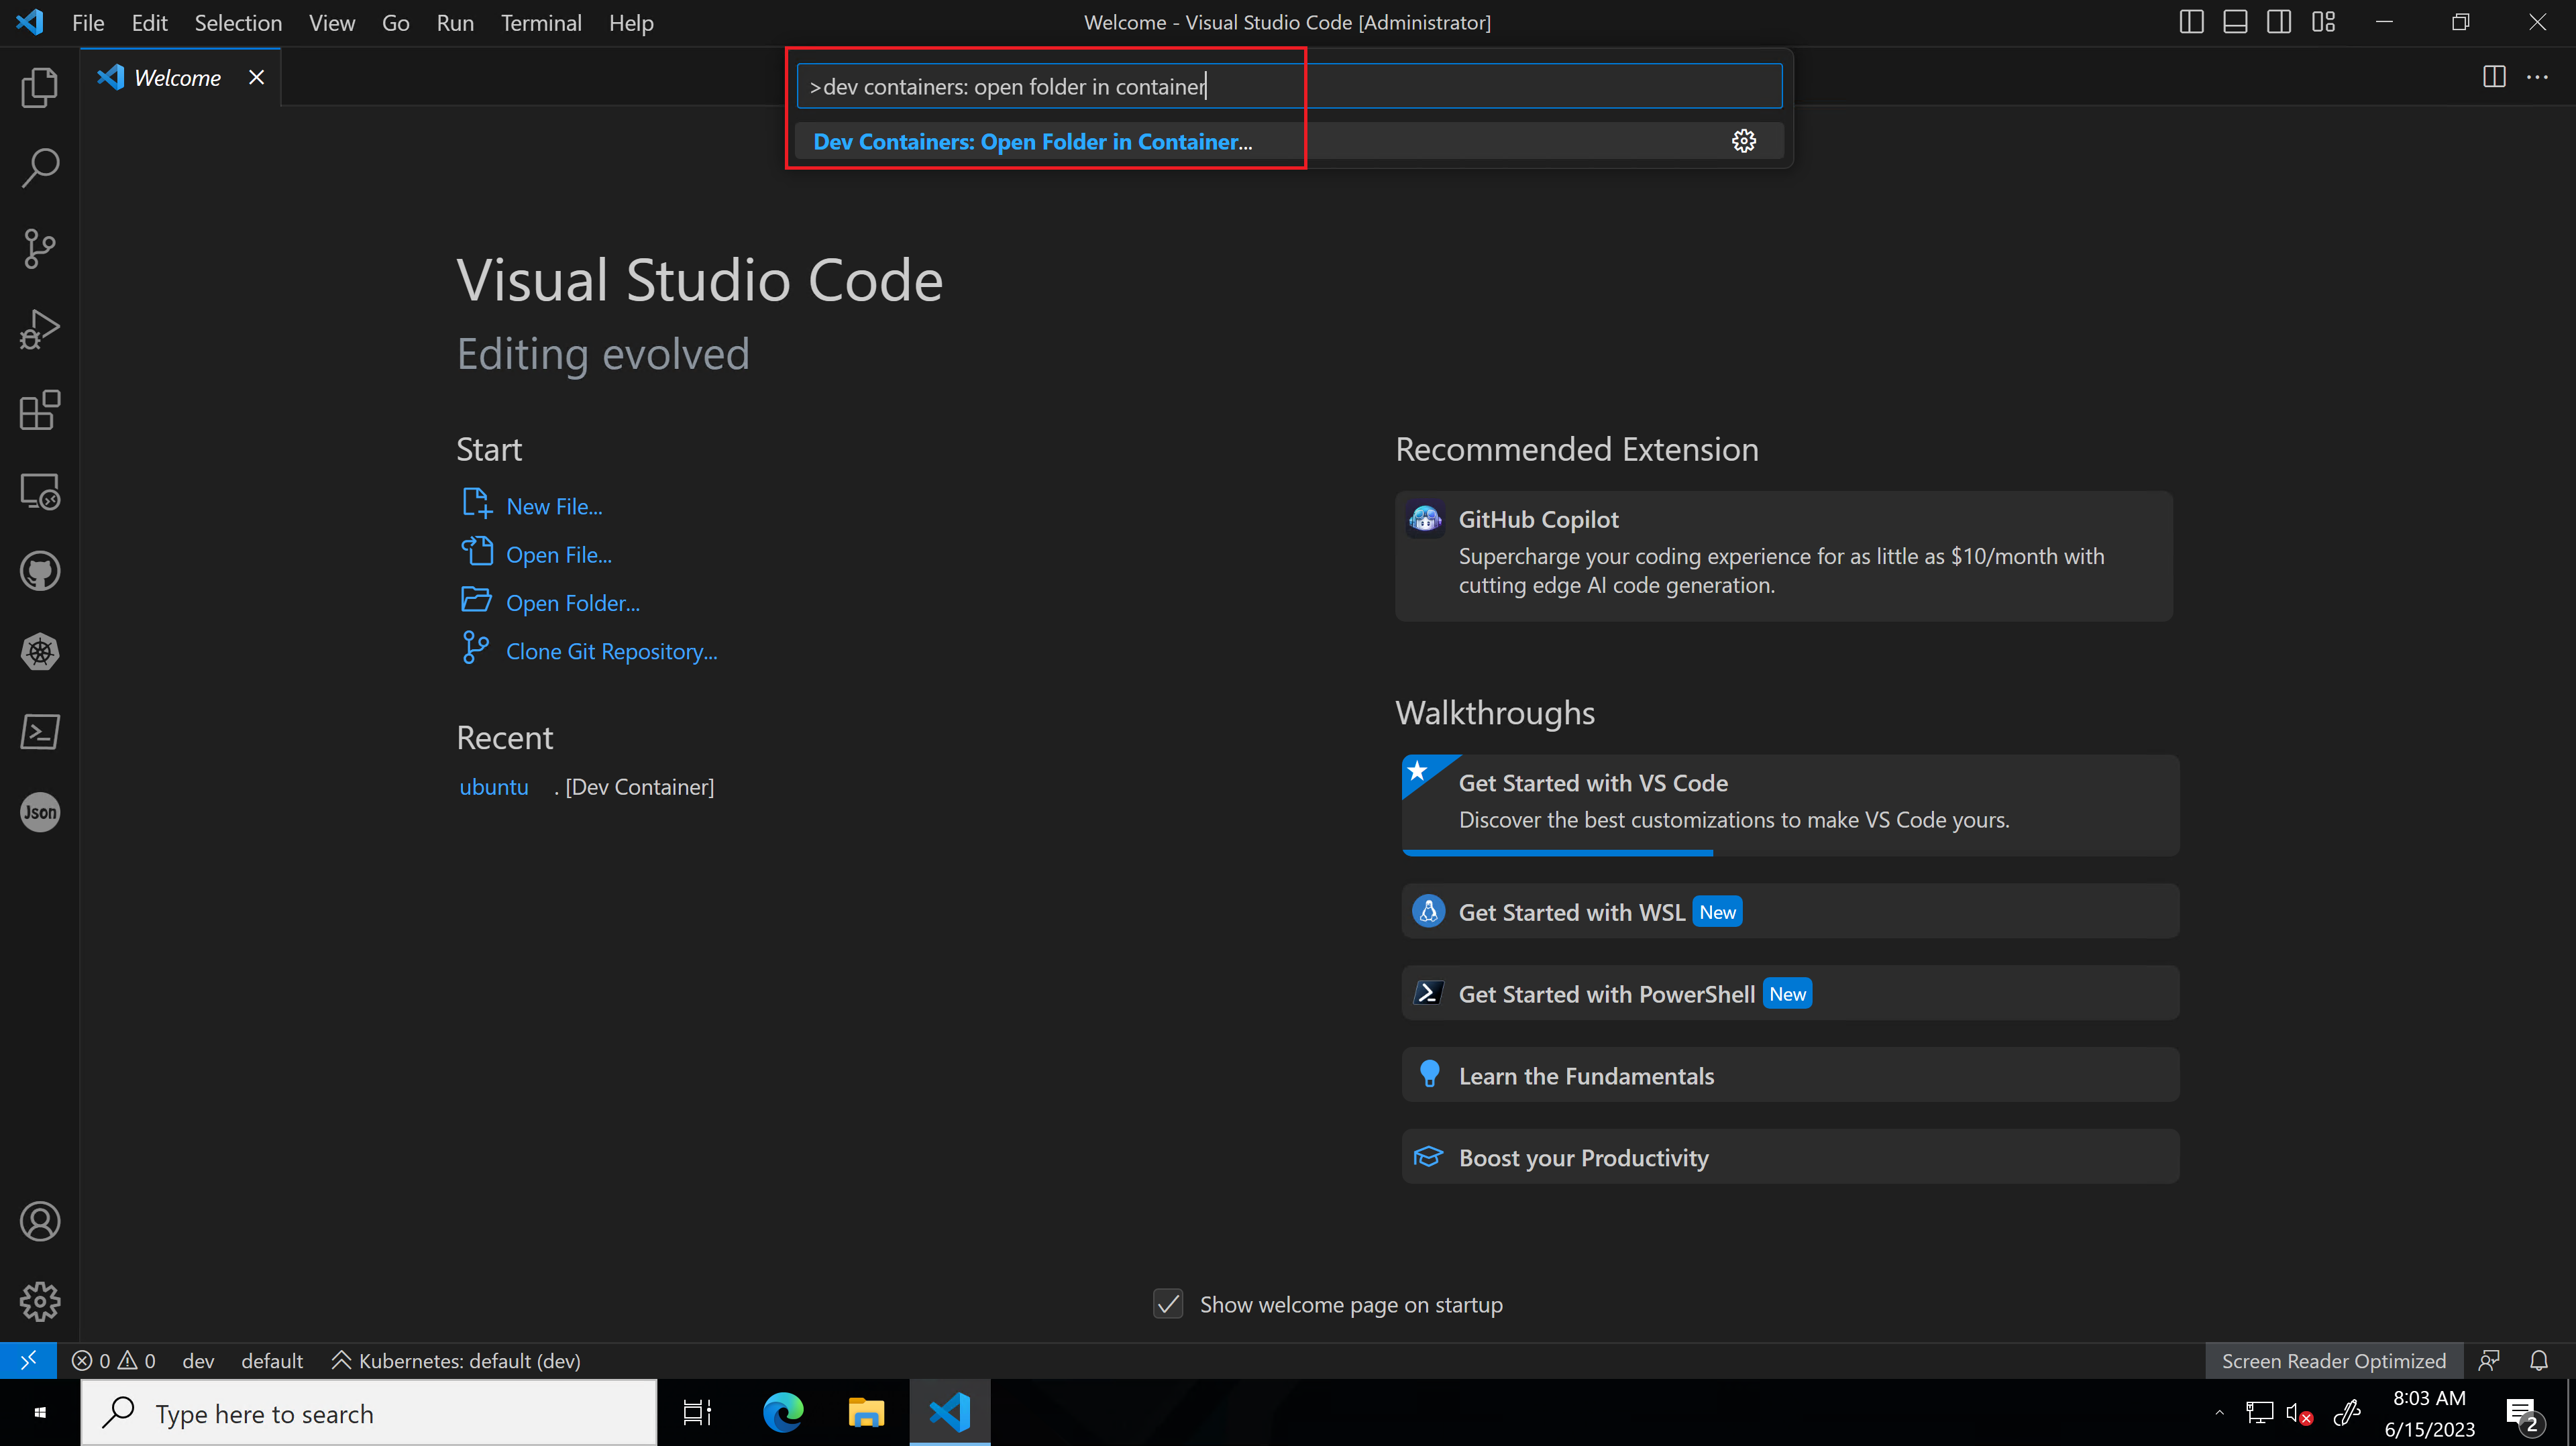 File Edit Selection View Go Run Terminal Help
Welcome - Visual Studio Code [Administrator]
Welcome
>dev containers: open folder in container
Dev Containers: Open Folder in Container...
Visual Studio Code
Editing evolved
Start
New File...
Open File...
Open Folder...
Clone Git Repository...
Recent
ubuntu . [Dev Container]
Recommended Extension
GitHub Copilot
Supercharge your coding experience for as little as $10/month with
cutting edge AI code generation.
Walkthroughs
Get Started with VS Code
Discover the best customizations to make VS Code yours.
Get Started with WSL New
Get Started with PowerShell New
Learn the Fundamentals
Boost your Productivity
Json
Show welcome page on startup
0 0 dev default Kubernetes: default (dev)
Screen Reader Optimized
Type here to search
8:03 AM
6/15/2023
2